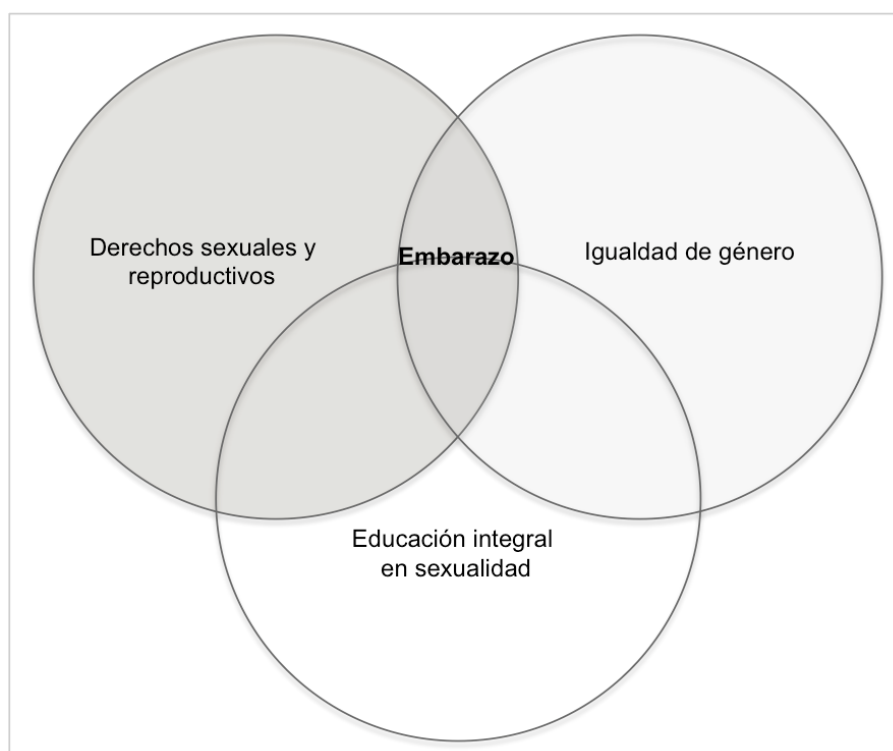 Derechos sexuales y
reproductivos
Embarazo
Igualdad de género
Educación integral
en sexualidad